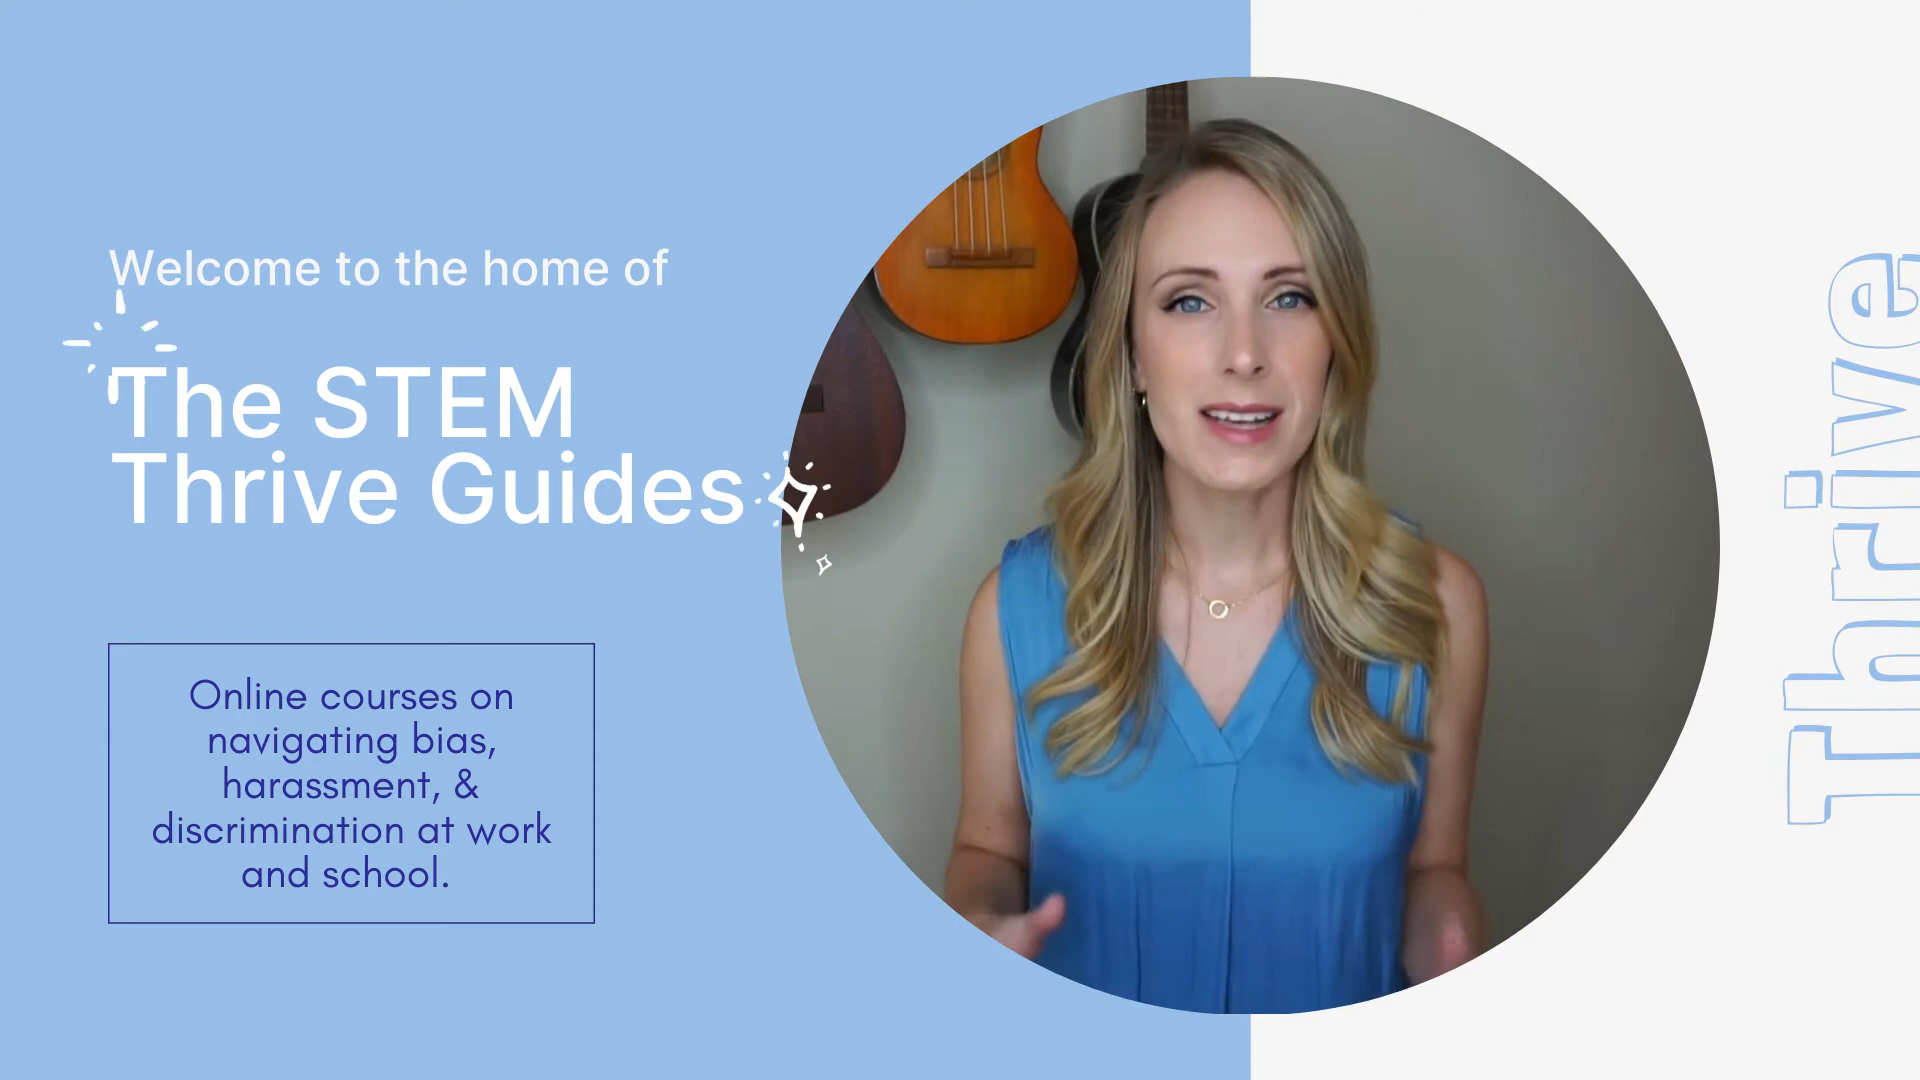 Welcome to the home of
The STEM
Thrive Guides
Online courses on
navigating bias,
harassment, &
discrimination at work
and school.
Thrive